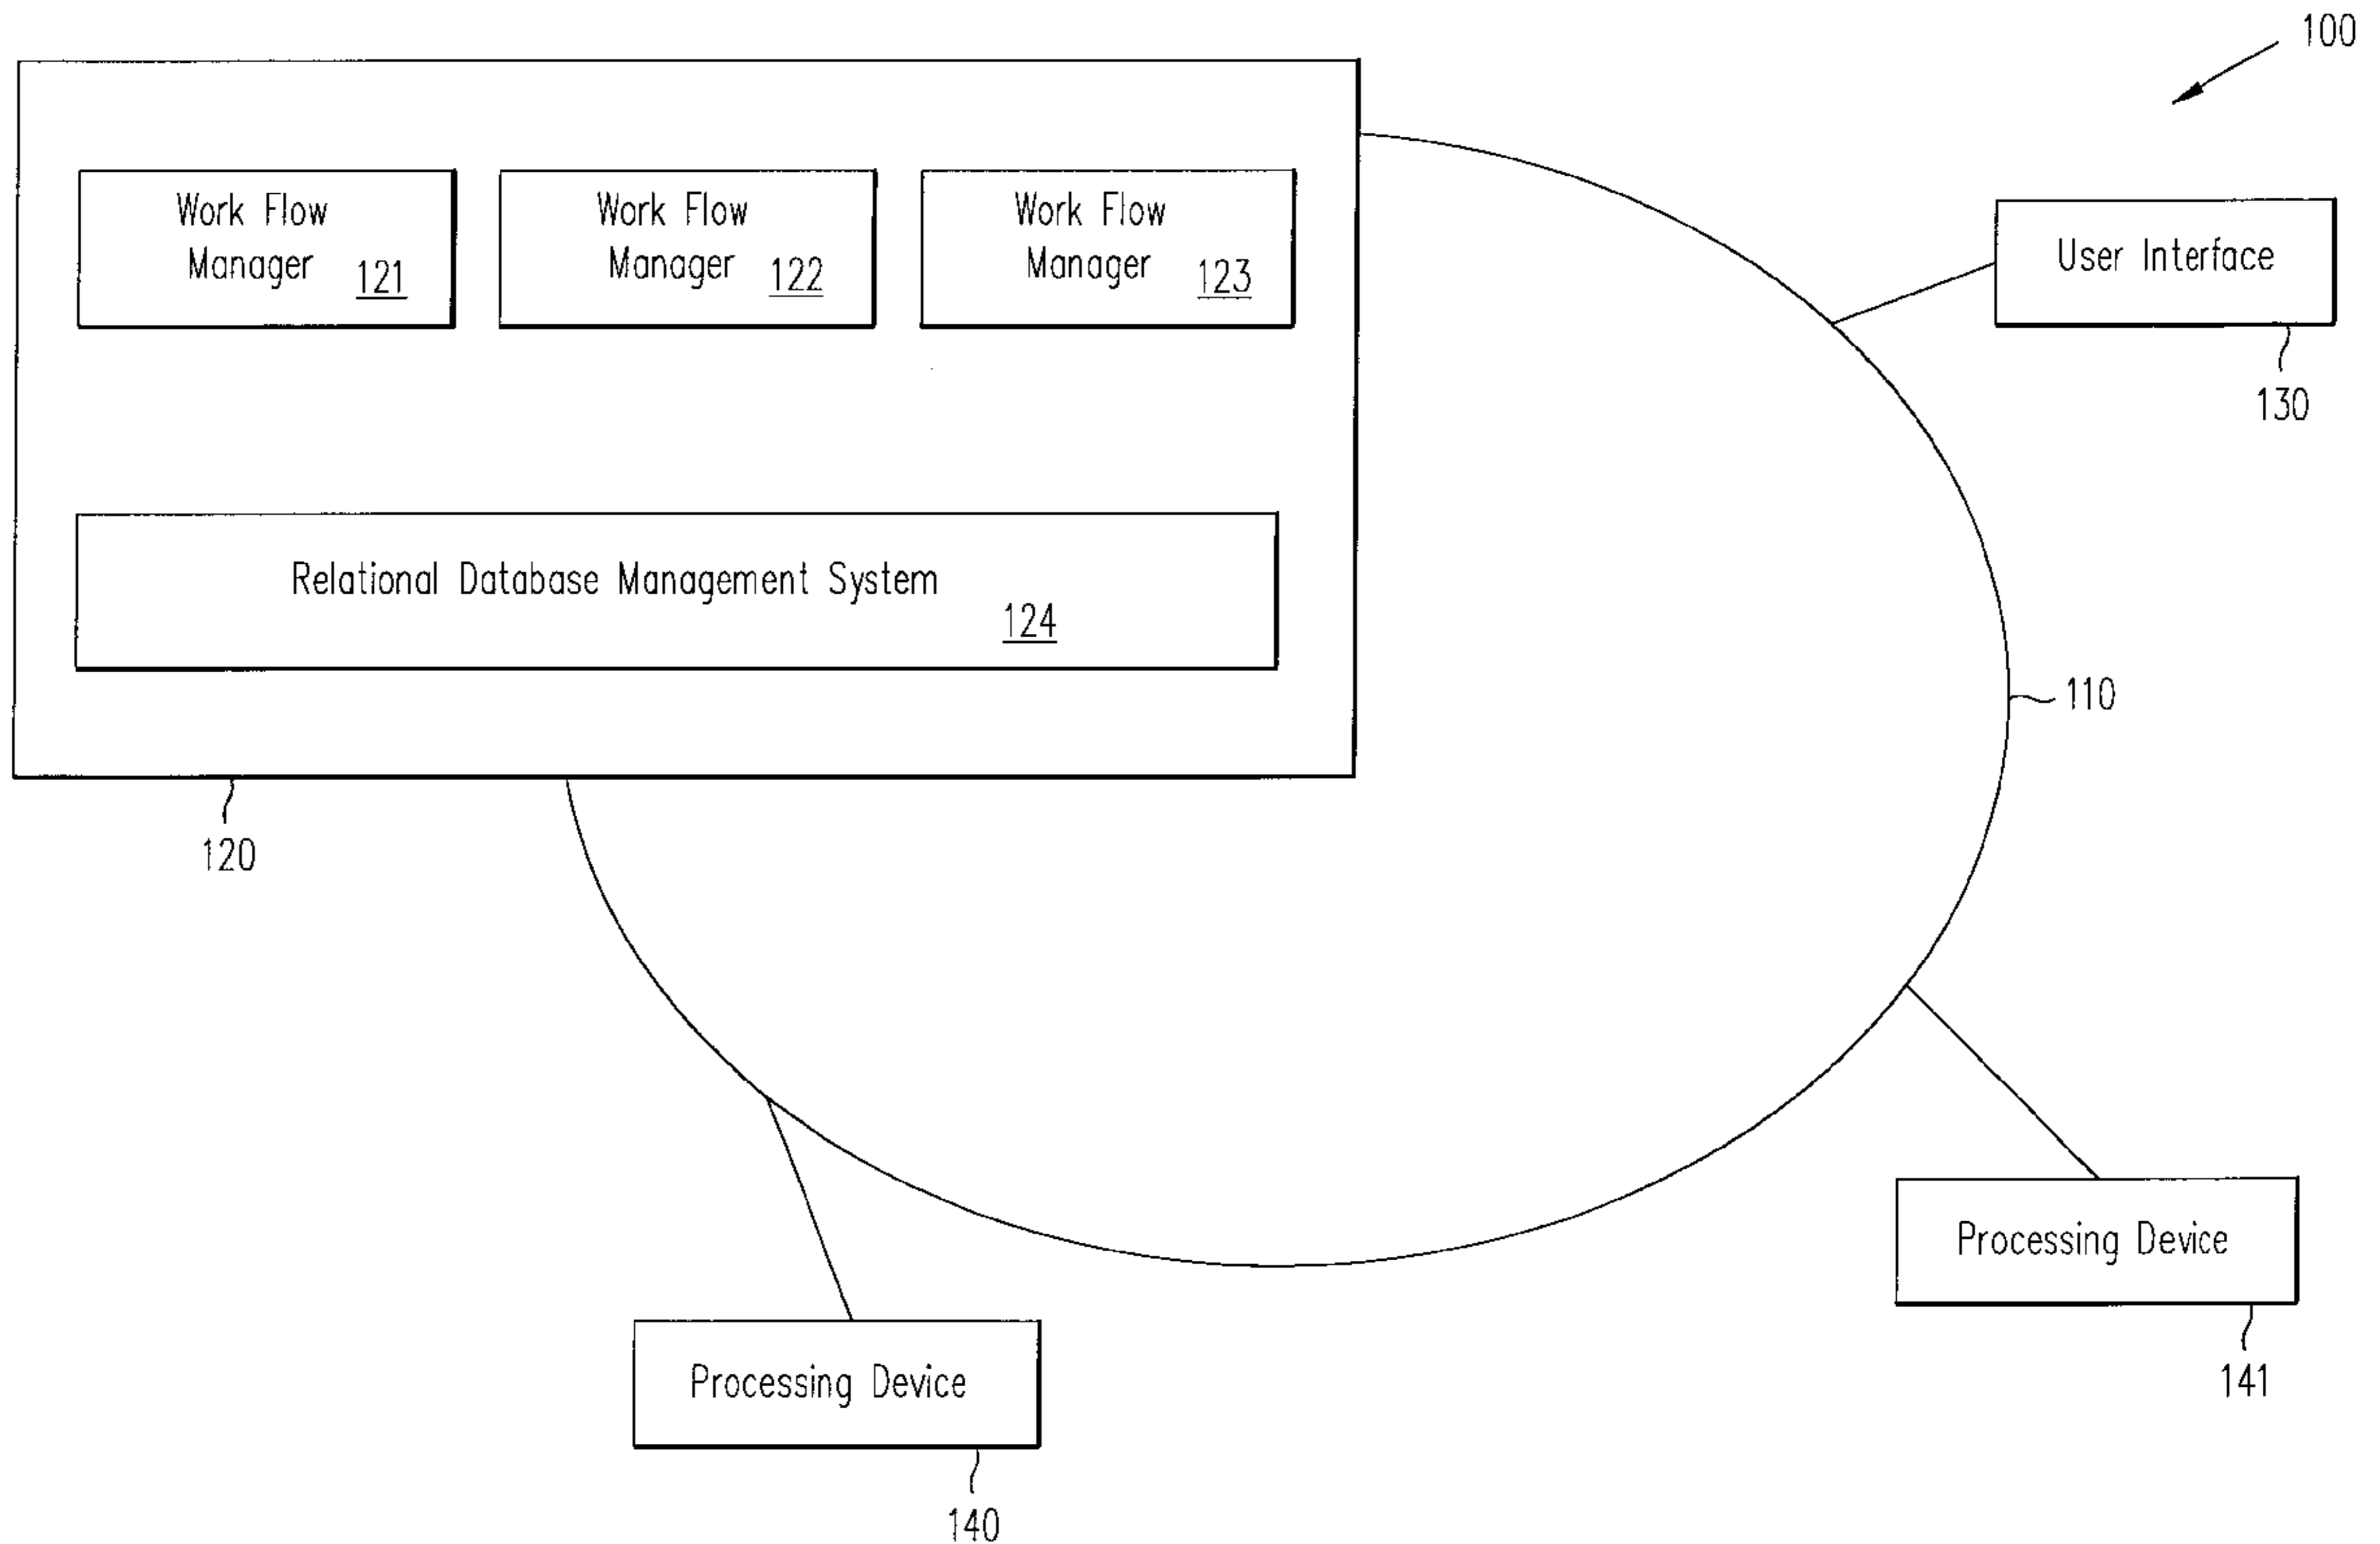 100
Work Flow
Manager 121
Work Flow
Manager 122
Work Flow
Manager 123
User Interface
130
Relational Database Management System
124
110
120
Processing Device
141
Processing Device
140